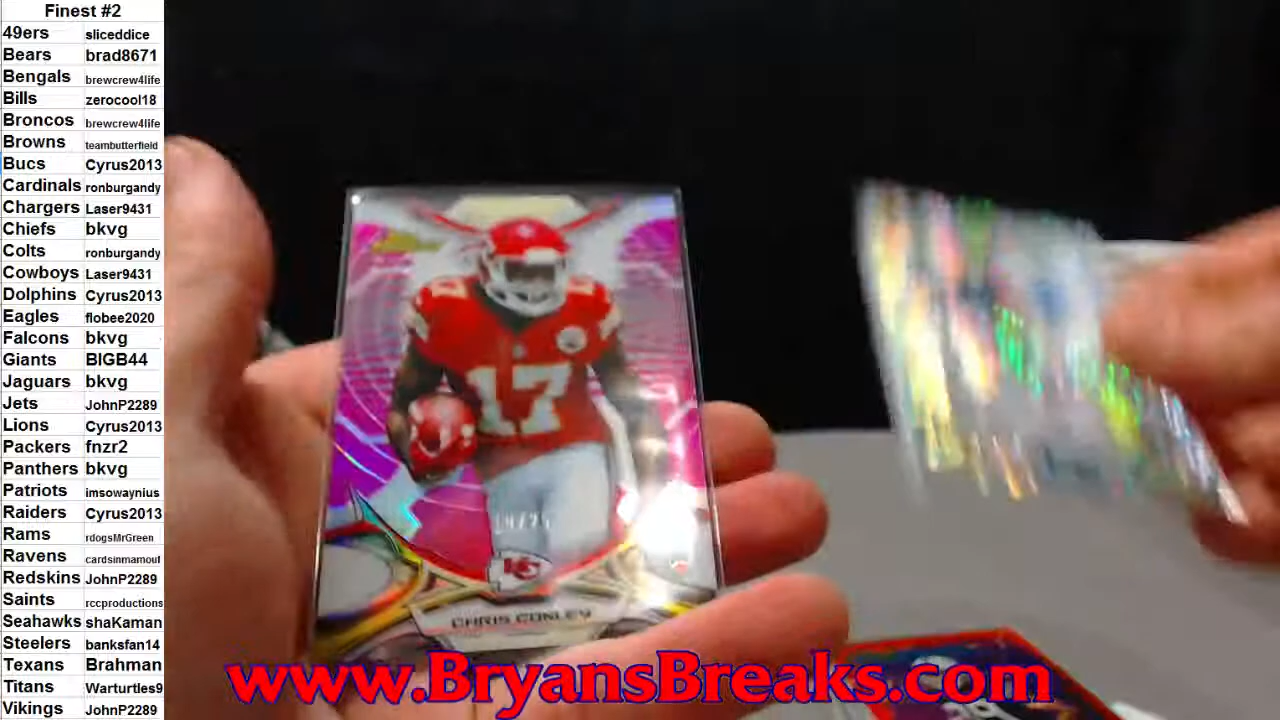 Finest #2
49ers sliceddice
Bears brad8671
Bengals brewcrew4life
Bills zerocool18
Broncos brewcrew4life
Browns teambutterfield
Bucs Cyrus2013
Cardinals ronburgandy
Chargers Laser9431
Chiefs bkvg
Colts ronburgandy
Cowboys Laser9431
Dolphins Cyrus2013
Eagles flobee2020
Falcons bkvg
Giants BIGB44
Jaguars bkvg
Jets JohnP2289
Lions Cyrus2013
Packers fnzr2
Panthers bkvg
Patriots imsowaynius
Raiders Cyrus2013
Rams rdogsMrGreen
Ravens cardsinmamouf
Redskins JohnP2289
Saints rccproductions
Seahawks shaKaman
Steelers banksfan14
Texans Brahman
Titans Warturtles9
Vikings JohnP2289
17
KC
CHRIS CONLEY
www.BryansBreaks.com